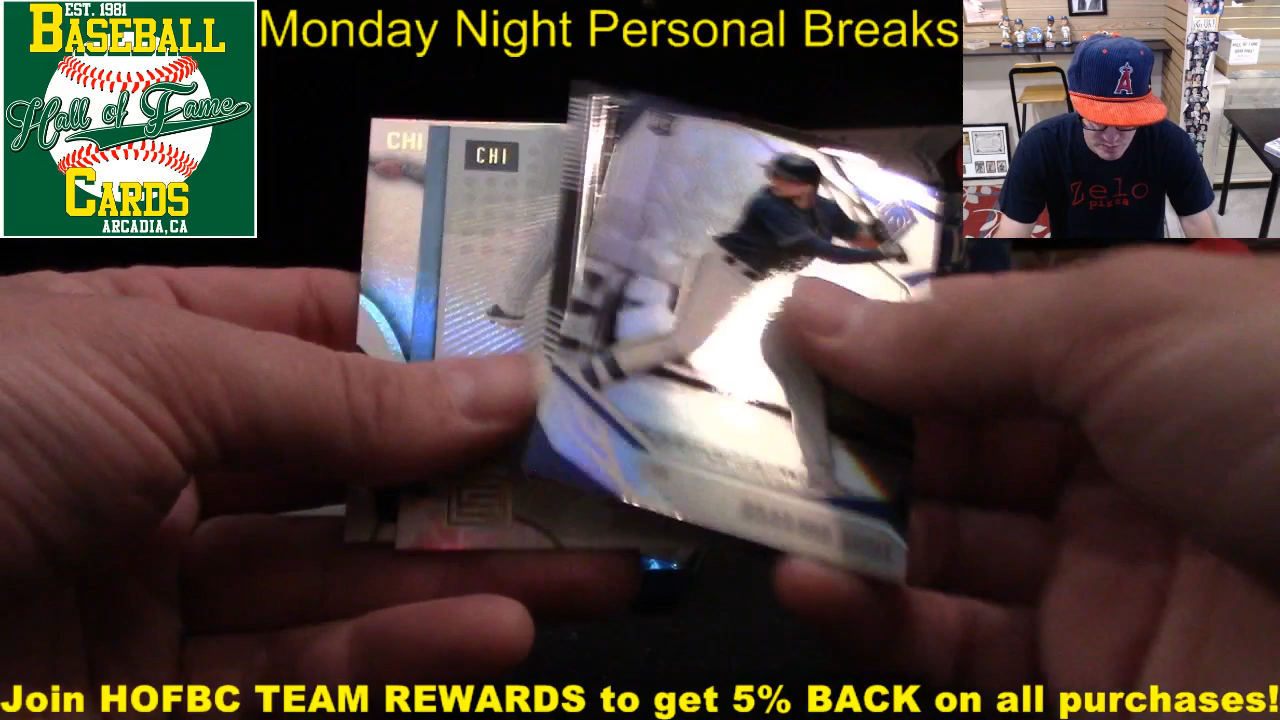 EST. 1981
BASEBALL
Hall of Fame
CARDS
ARCADIA, CA
Monday Night Personal Breaks
Zelo
pizza
CHI
CHI
Join HOFBC TEAM REWARDS to get 5% BACK on all purchases!